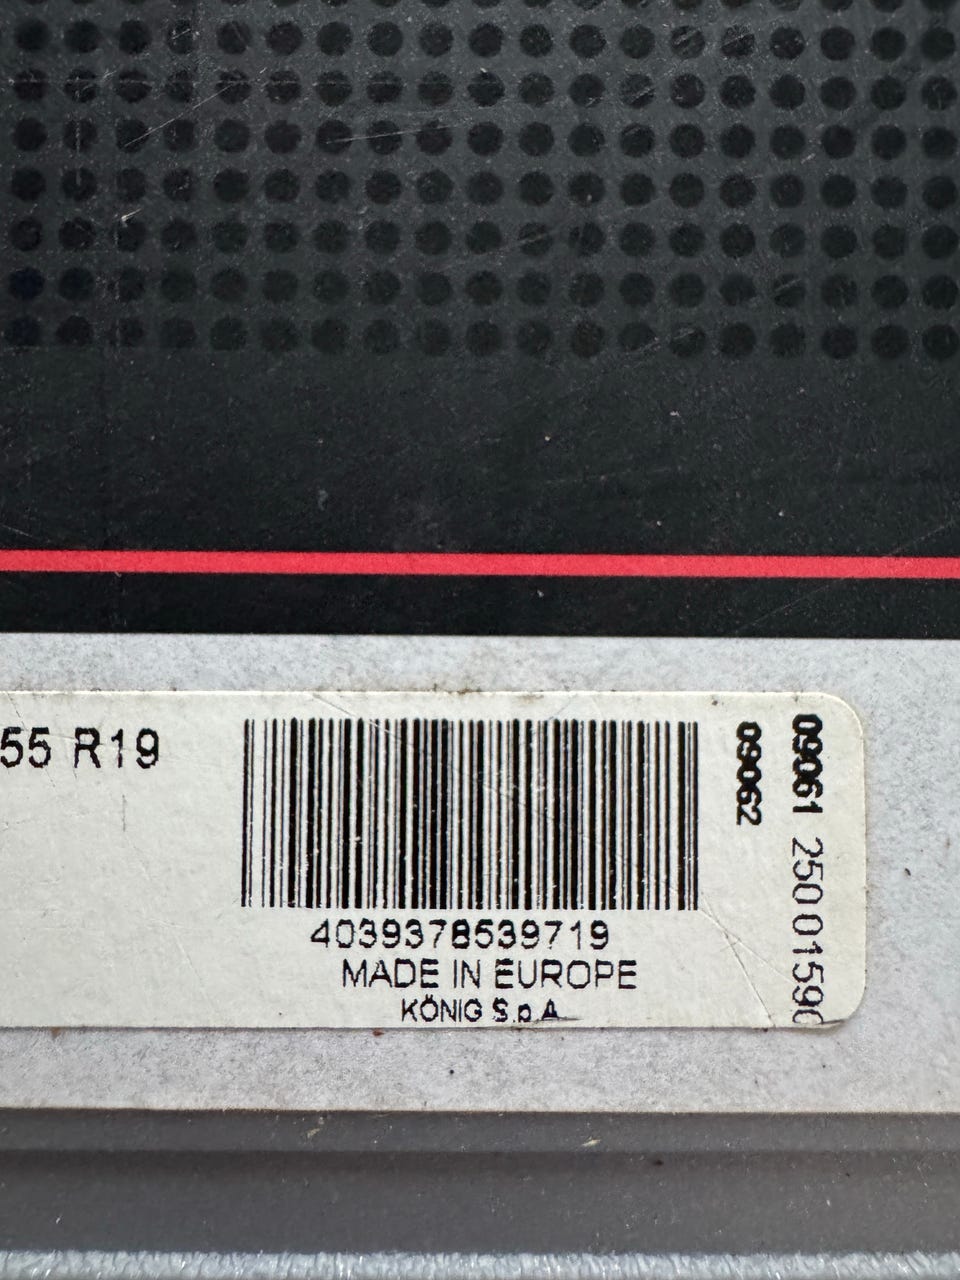 55 R19
4039378539719
MADE IN EUROPE
KÖNIG S.p.A.
09062
09061 2500159